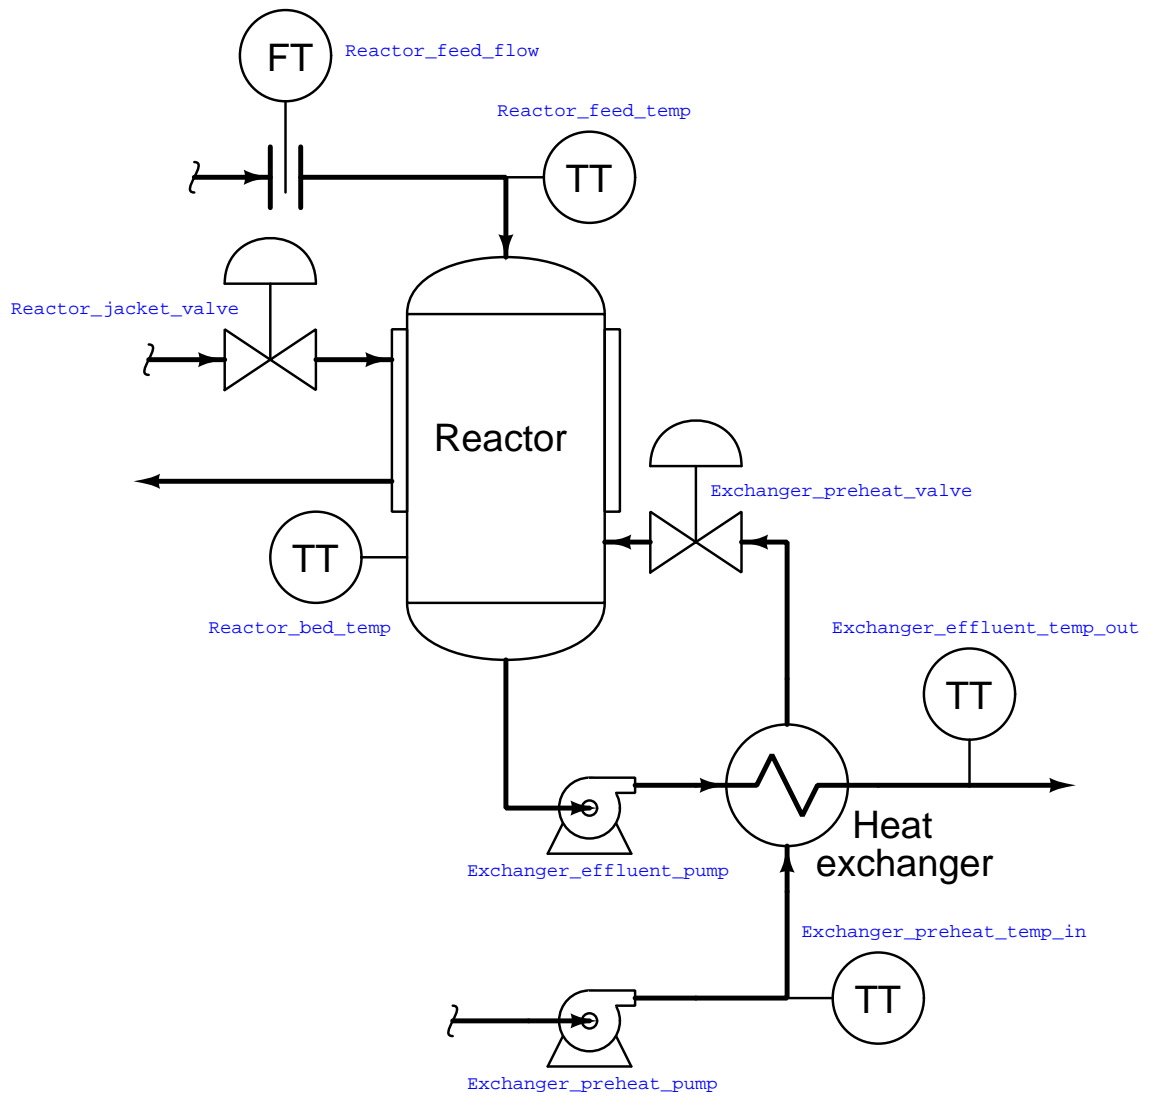 FT
Reactor_feed_flow
Reactor_feed_temp
TT
Reactor_jacket_valve
Reactor
Exchanger_preheat_valve
TT
Reactor_bed_temp
Exchanger_effluent_temp_out
TT
Heat
exchanger
Exchanger_effluent_pump
Exchanger_preheat_temp_in
TT
Exchanger_preheat_pump